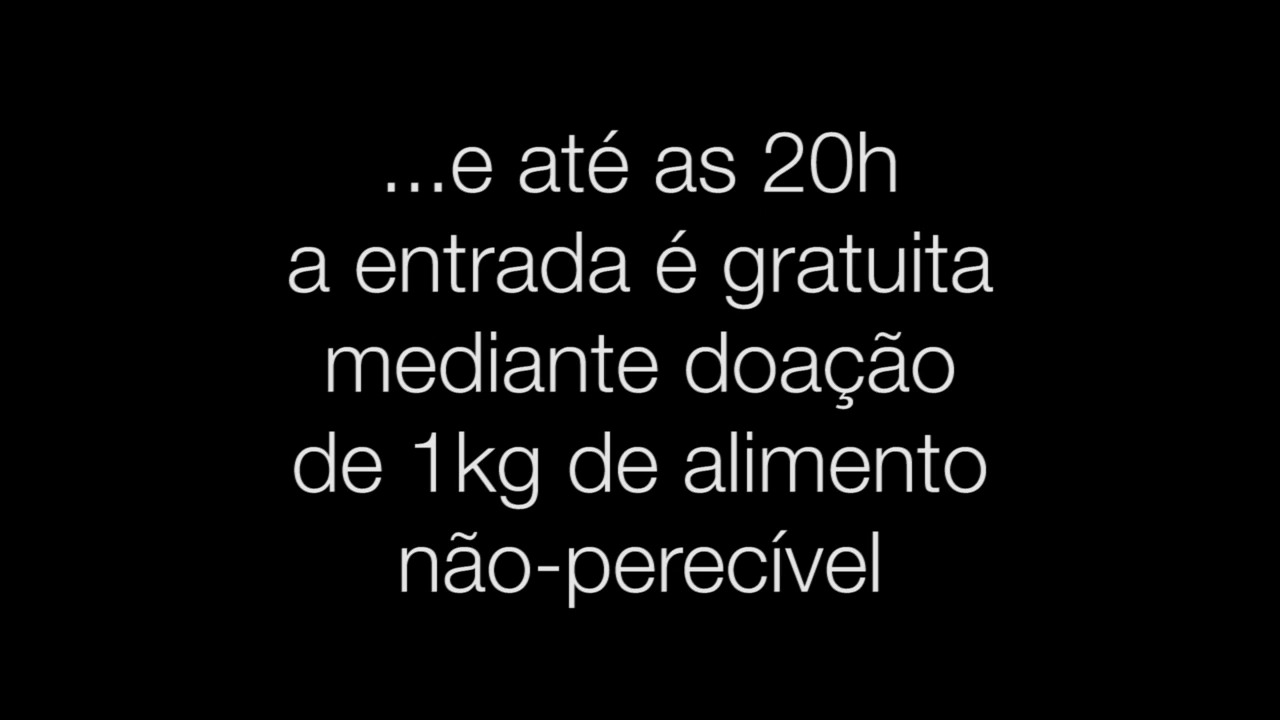 ...e até as 20h
a entrada é gratuita
mediante doação
de 1kg de alimento
não-perecível